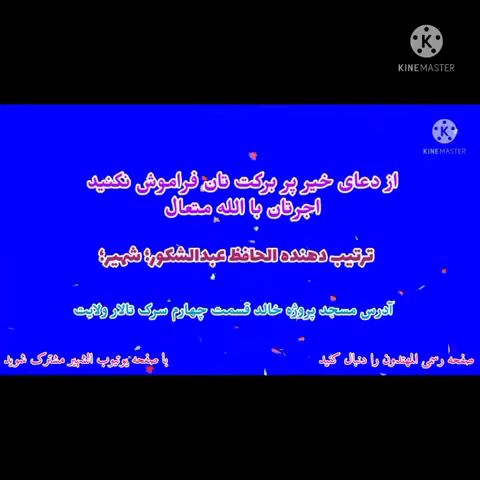 KINEMASTER
KINEMASTER
از دعای خیر پر برکت تان فراموش نکنید
اجرتان با الله متعال
ترتیب دهنده الحافظ عبدالشکور؛ شهیر؛
آدرس مسجد پروژه خالد قسمت چهارم سرک تالار ولایت
صفحه رسمی المهتدون را دنبال کنید
با صفحه یوتیوب الشهیر مشترک شوید